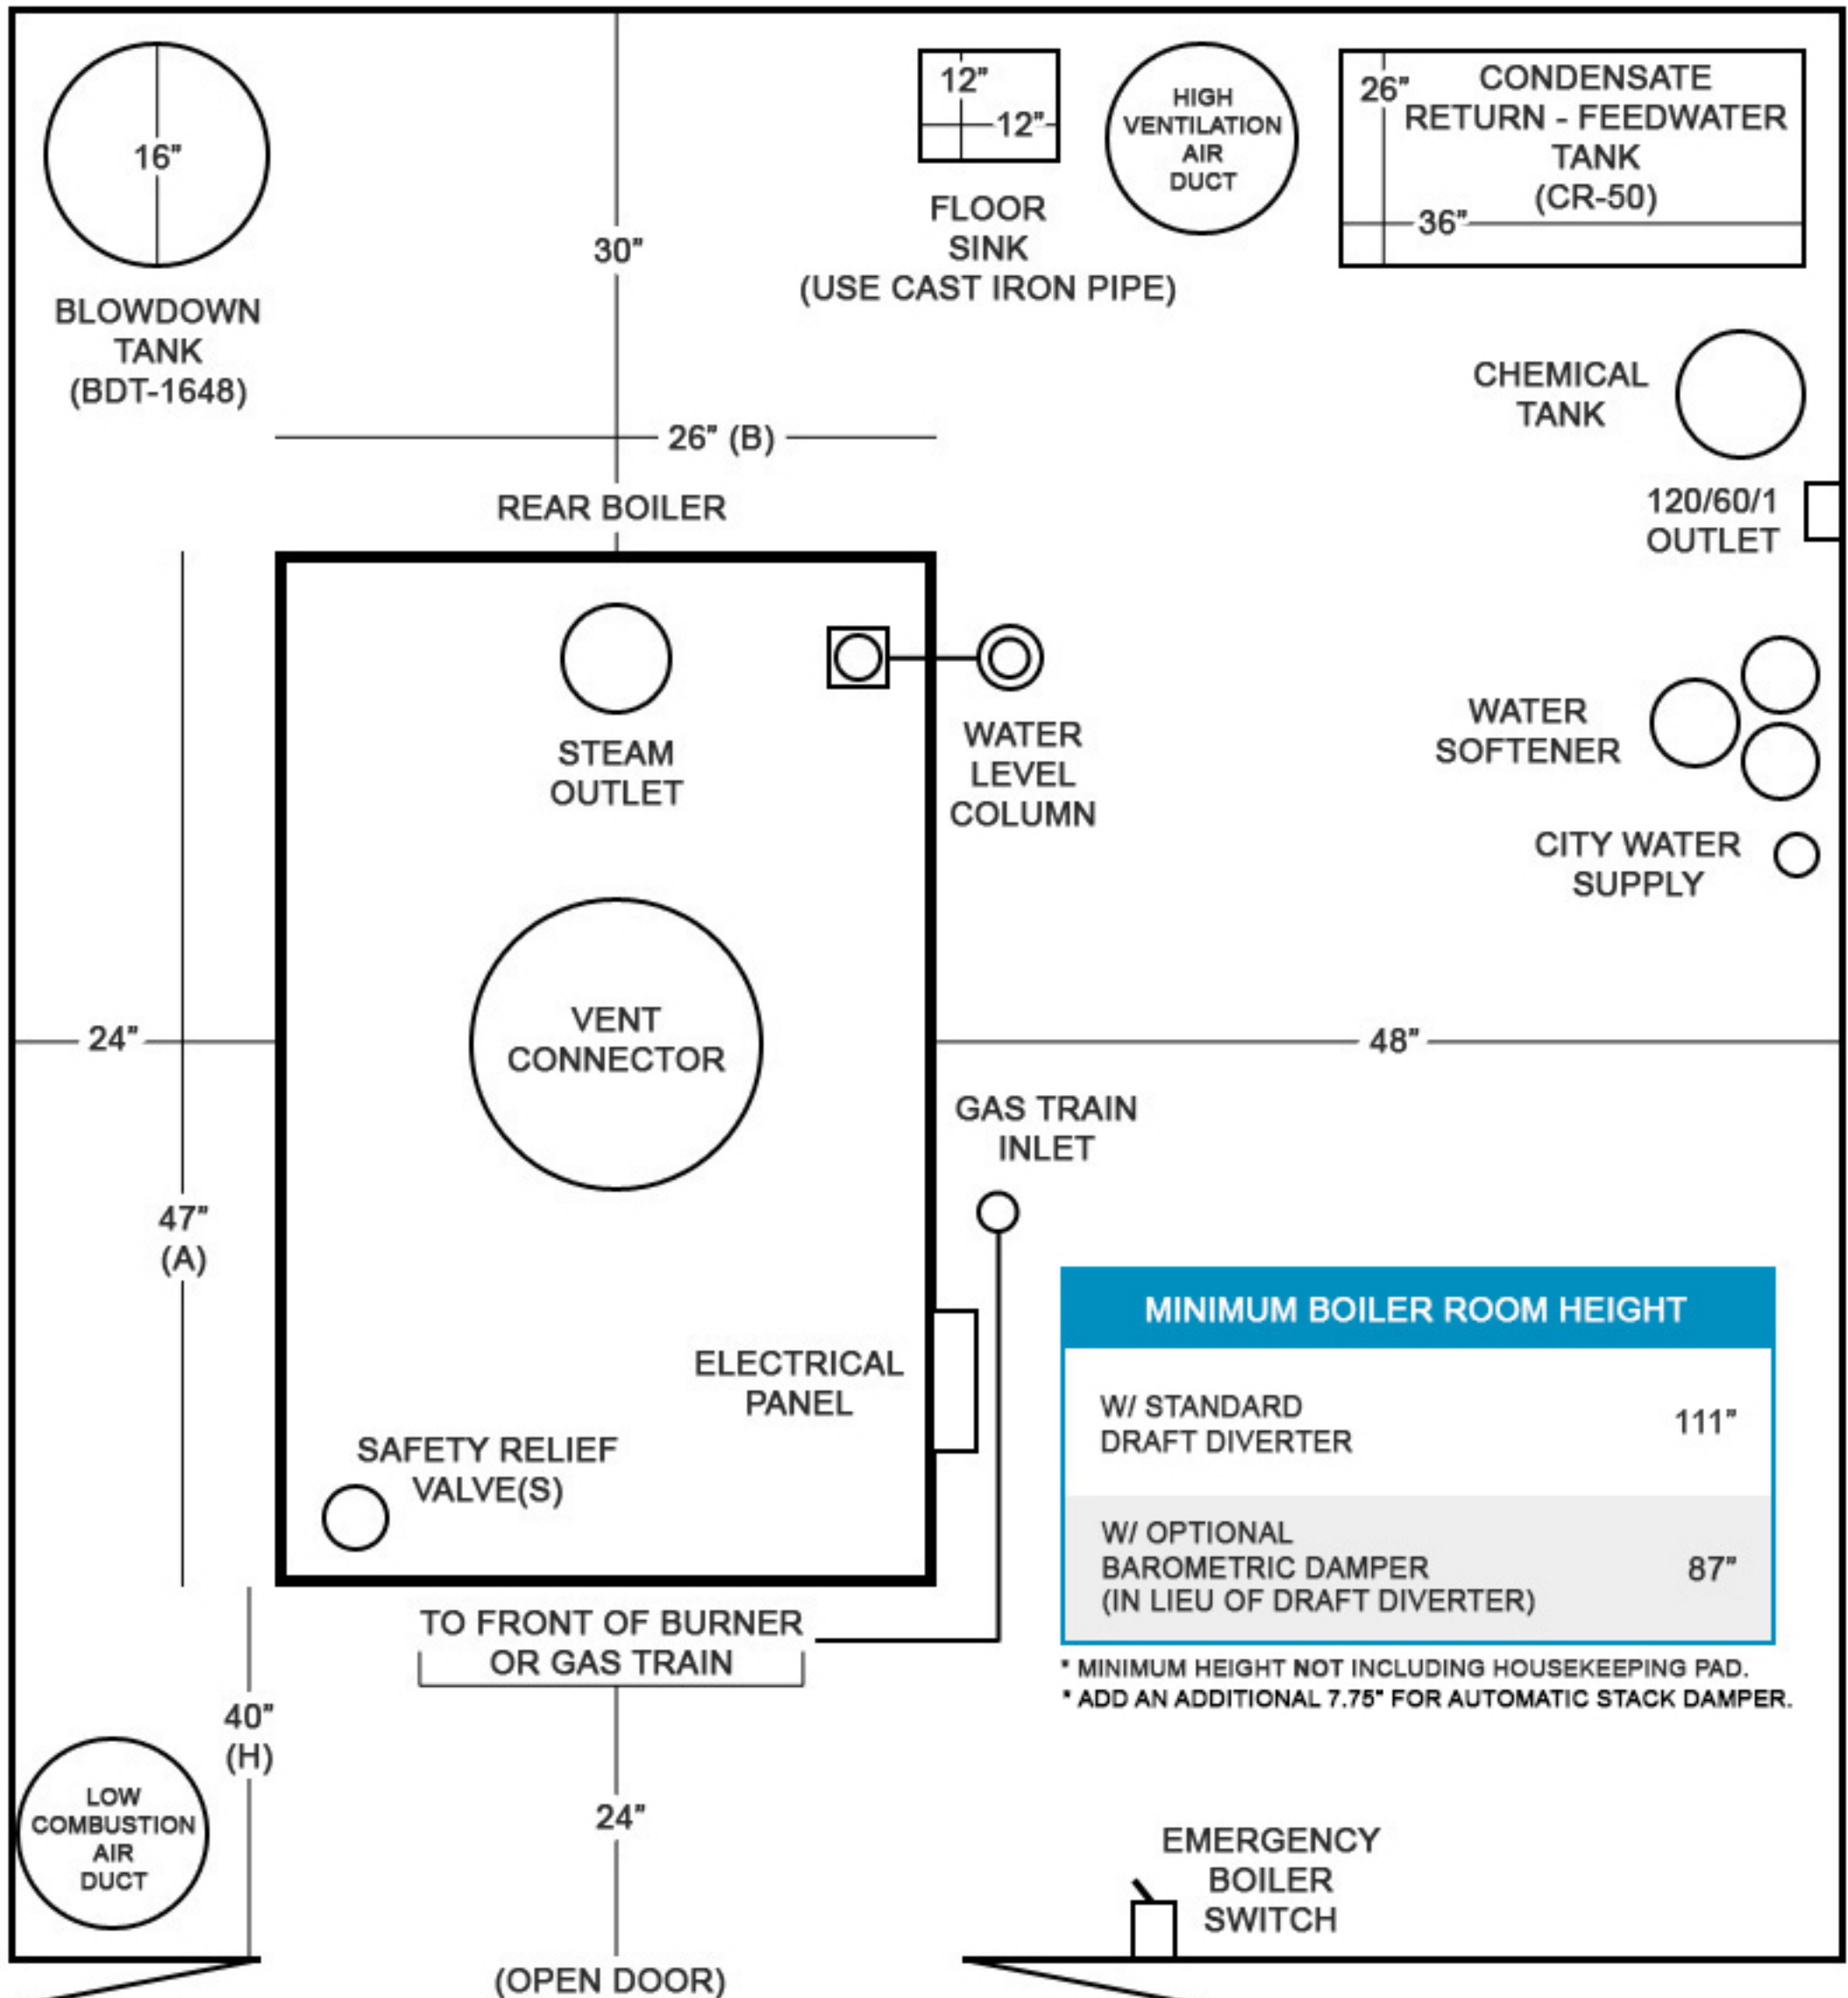 16”
BLOWDOWN
TANK
(BDT-1648)
30”
12”
12”
FLOOR
SINK
(USE CAST IRON PIPE)
HIGH
VENTILATION
AIR
DUCT
26”
CONDENSATE
RETURN - FEEDWATER
TANK
(CR-50)
36”
CHEMICAL
TANK
120/60/1
OUTLET
26” (B)
REAR BOILER
STEAM
OUTLET
WATER
LEVEL
COLUMN
WATER
SOFTENER
CITY WATER
SUPPLY
24”
VENT
CONNECTOR
48”
GAS TRAIN
INLET
47”
(A)
ELECTRICAL
PANEL
SAFETY RELIEF
VALVE(S)
MINIMUM BOILER ROOM HEIGHT
W/ STANDARD
DRAFT DIVERTER
111”
W/ OPTIONAL
BAROMETRIC DAMPER
(IN LIEU OF DRAFT DIVERTER)
87”
* MINIMUM HEIGHT NOT INCLUDING HOUSEKEEPING PAD.
* ADD AN ADDITIONAL 7.75" FOR AUTOMATIC STACK DAMPER.
TO FRONT OF BURNER
OR GAS TRAIN
40”
(H)
LOW
COMBUSTION
AIR
DUCT
24”
EMERGENCY
BOILER
SWITCH
(OPEN DOOR)